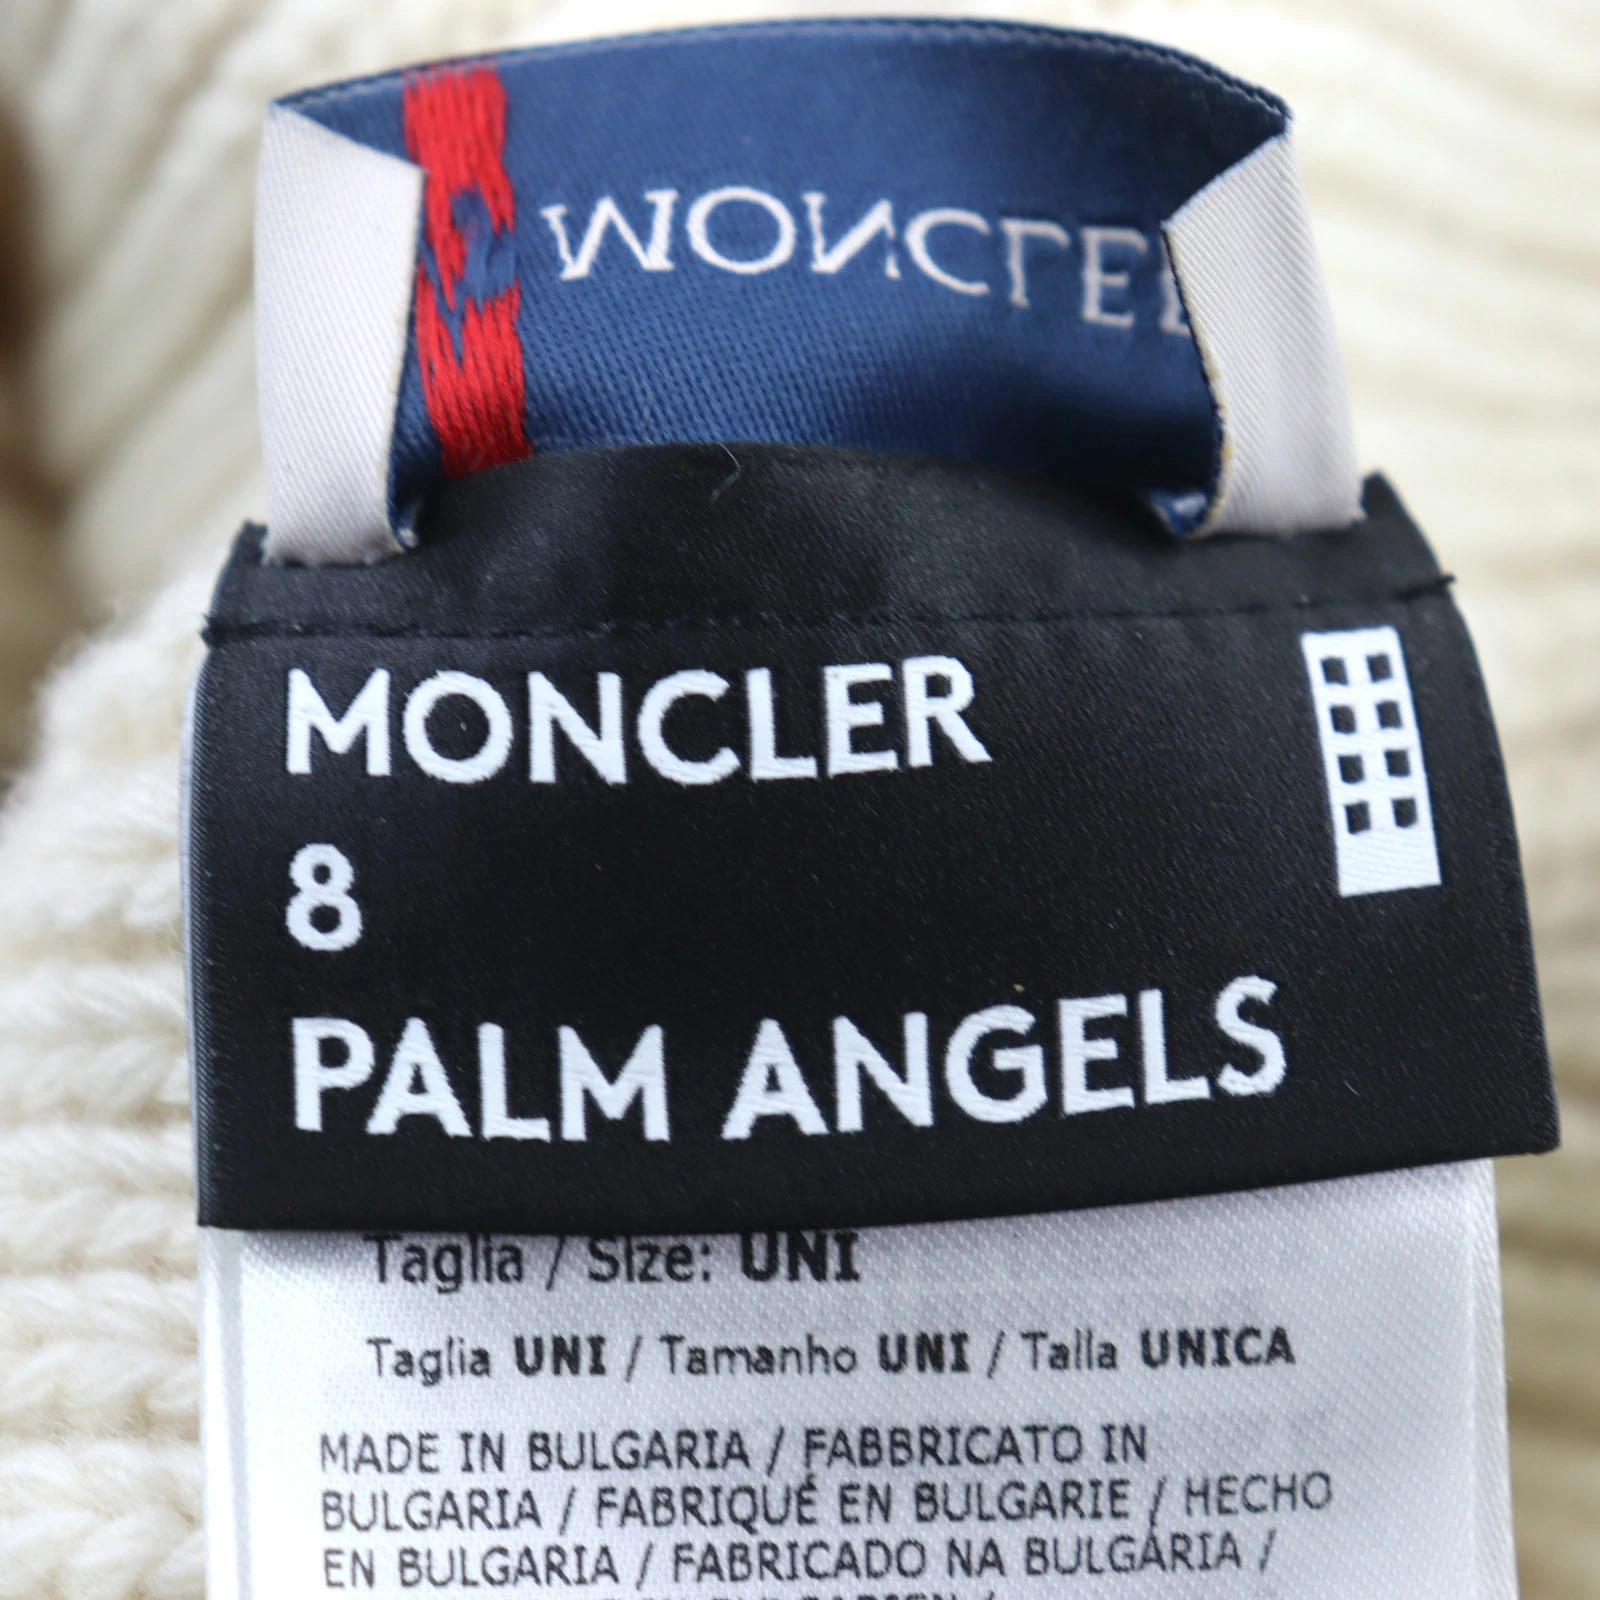 MONCLER
MONCLER
8
PALM ANGELS
Taglia / Size: UNI
Taglia UNI / Tamanho UNI / Talla UNICA
MADE IN BULGARIA / FABBRICATO IN
BULGARIA / FABRIQUÉ EN BULGARIE / HECHO
EN BULGARIA / FABRICADO NA BULGÁRIA /